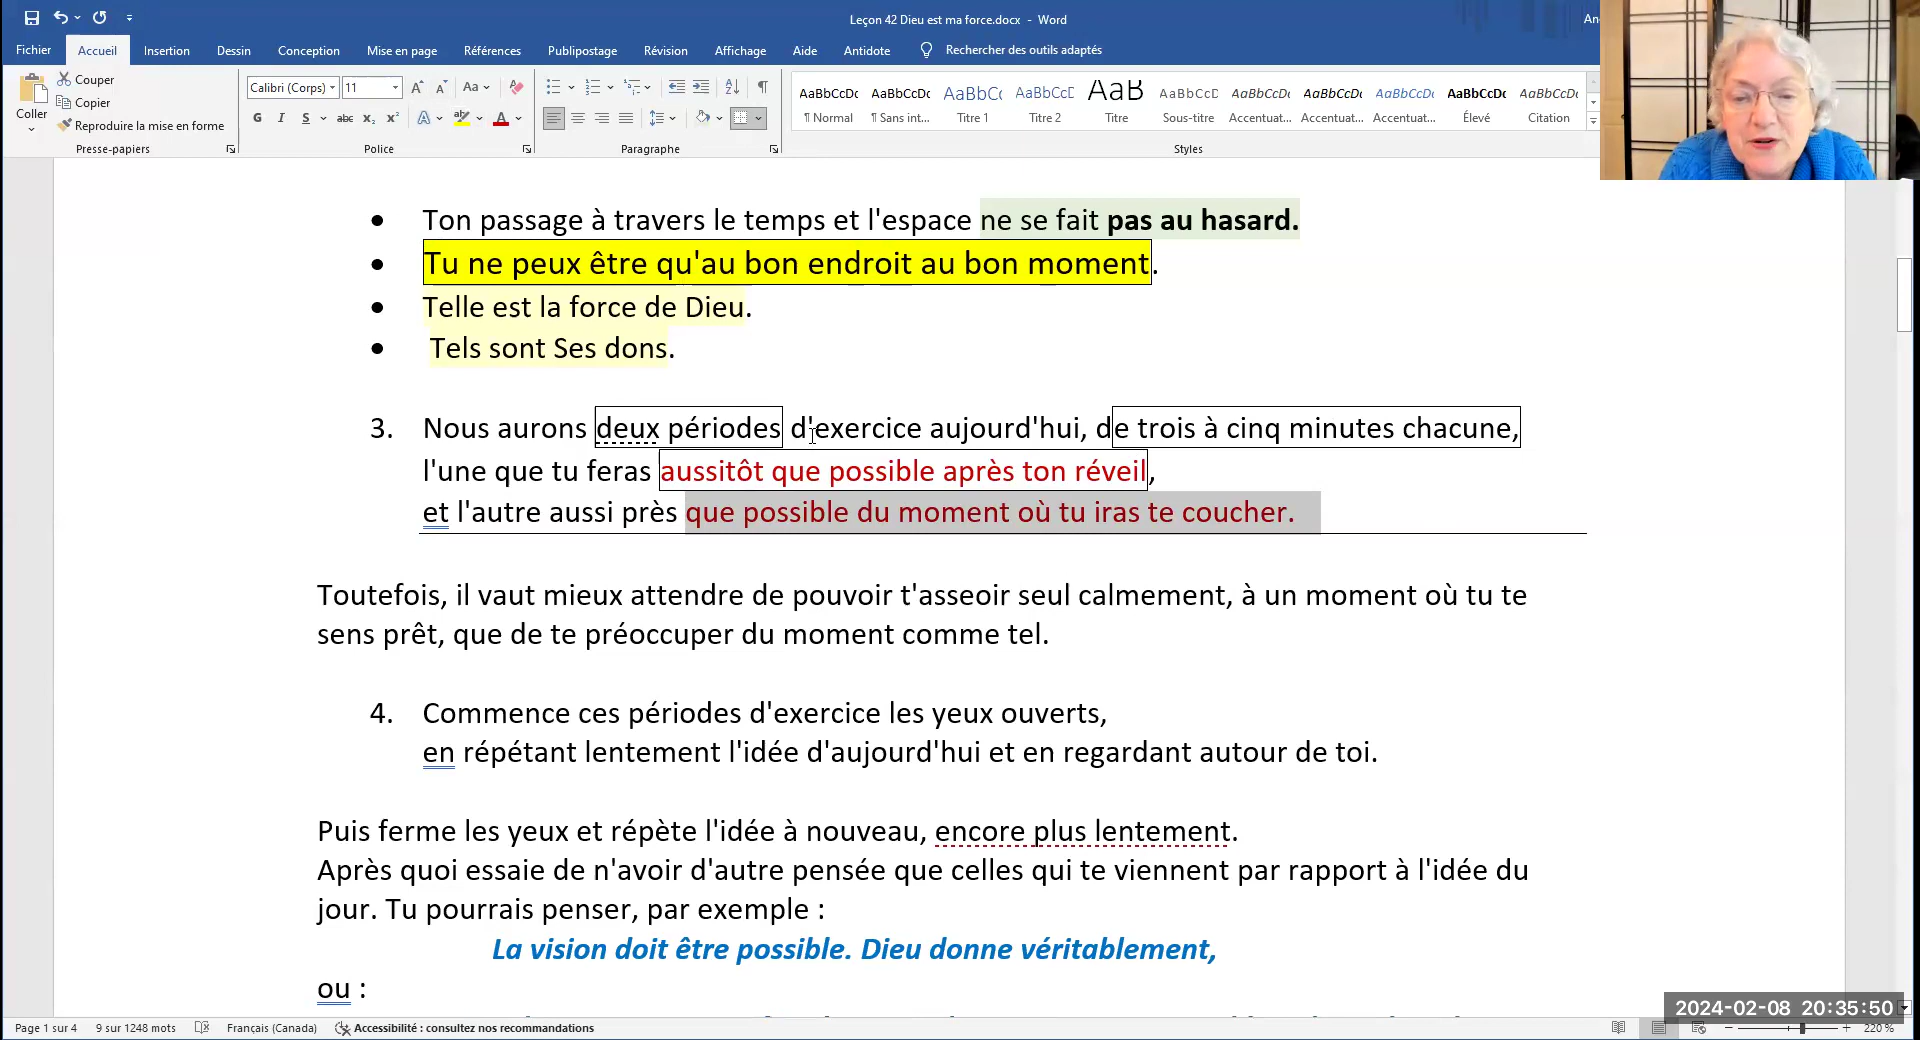 Leçon 42 Dieu est ma force.docx - Word
Fichier Accueil Insertion Dessin Conception Mise en page Références Publipostage Révision Affichage Aide Antidote Rechercher des outils adaptés
Coller
Couper
Copier
Reproduire la mise en forme
Presse-papiers
Calibri (Corps) 11
G I S abc x₂ x²
Police
Paragraphe
AaBbCcDc AaBbCcDc AaBbC AaBbCcD AaB AaBbCcD AaBbCcDc AaBbCcDc AaBbCcDc AaBbCcDc AaBbCcDc
¶ Normal ¶ Sans int... Titre 1 Titre 2 Titre Sous-titre Accentuat... Accentuat... Accentuat... Élevé Citation
Styles
• Ton passage à travers le temps et l'espace ne se fait pas au hasard.
• Tu ne peux être qu'au bon endroit au bon moment.
• Telle est la force de Dieu.
• Tels sont Ses dons.
3. Nous aurons deux périodes d'exercice aujourd'hui, de trois à cinq minutes chacune,
l'une que tu feras aussitôt que possible après ton réveil,
et l'autre aussi près que possible du moment où tu iras te coucher.
Toutefois, il vaut mieux attendre de pouvoir t'asseoir seul calmement, à un moment où tu te
sens prêt, que de te préoccuper du moment comme tel.
4. Commence ces périodes d'exercice les yeux ouverts,
en répétant lentement l'idée d'aujourd'hui et en regardant autour de toi.
Puis ferme les yeux et répète l'idée à nouveau, encore plus lentement.
Après quoi essaie de n'avoir d'autre pensée que celles qui te viennent par rapport à l'idée du
jour. Tu pourrais penser, par exemple :
La vision doit être possible. Dieu donne véritablement,
ou :
2024-02-08 20:35:50
Page 1 sur 4 9 sur 1248 mots Français (Canada) Accessibilité : consultez nos recommandations 220 %